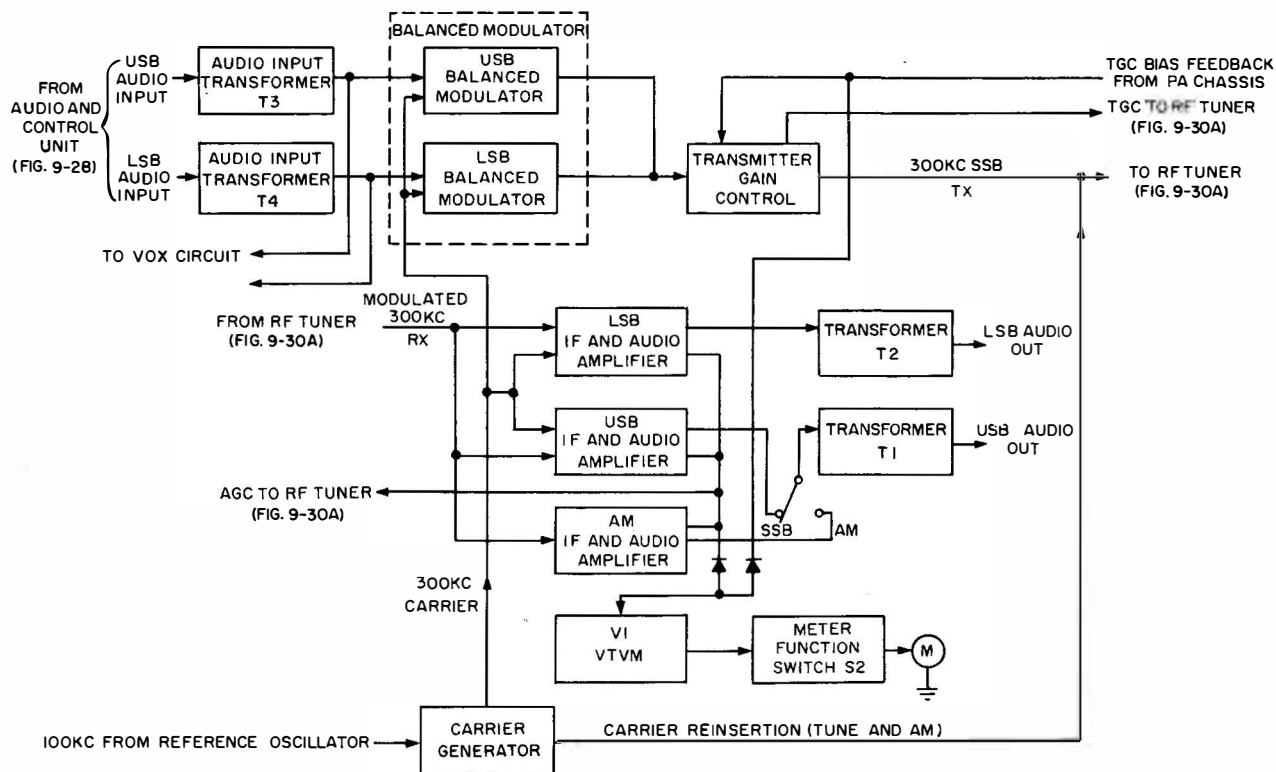 BALANCED MODULATOR
FROM
AUDIO AND
CONTROL
UNIT
(FIG. 9-28)
USB
AUDIO
INPUT
LSB
AUDIO
INPUT
AUDIO INPUT
TRANSFORMER
T3
AUDIO INPUT
TRANSFORMER
T4
USB
BALANCED
MODULATOR
LSB
BALANCED
MODULATOR
TRANSMITTER
GAIN
CONTROL
TGC BIAS FEEDBACK
FROM PA CHASSIS
TGC TO RF TUNER
(FIG. 9-30A)
300KC SSB
TX
TO RF TUNER
(FIG. 9-30A)
TO VOX CIRCUIT
FROM RF TUNER
(FIG. 9-30A)
MODULATED
300KC
RX
LSB
IF AND AUDIO
AMPLIFIER
TRANSFORMER
T2
LSB AUDIO
OUT
USB
IF AND AUDIO
AMPLIFIER
TRANSFORMER
T1
USB AUDIO
OUT
AGC TO RF TUNER
(FIG. 9-30A)
AM
IF AND AUDIO
AMPLIFIER
SSB
AM
300KC
CARRIER
V1
VTVM
METER
FUNCTION
SWITCH S2
M
100KC FROM REFERENCE OSCILLATOR
CARRIER
GENERATOR
CARRIER REINSERTION (TUNE AND AM)